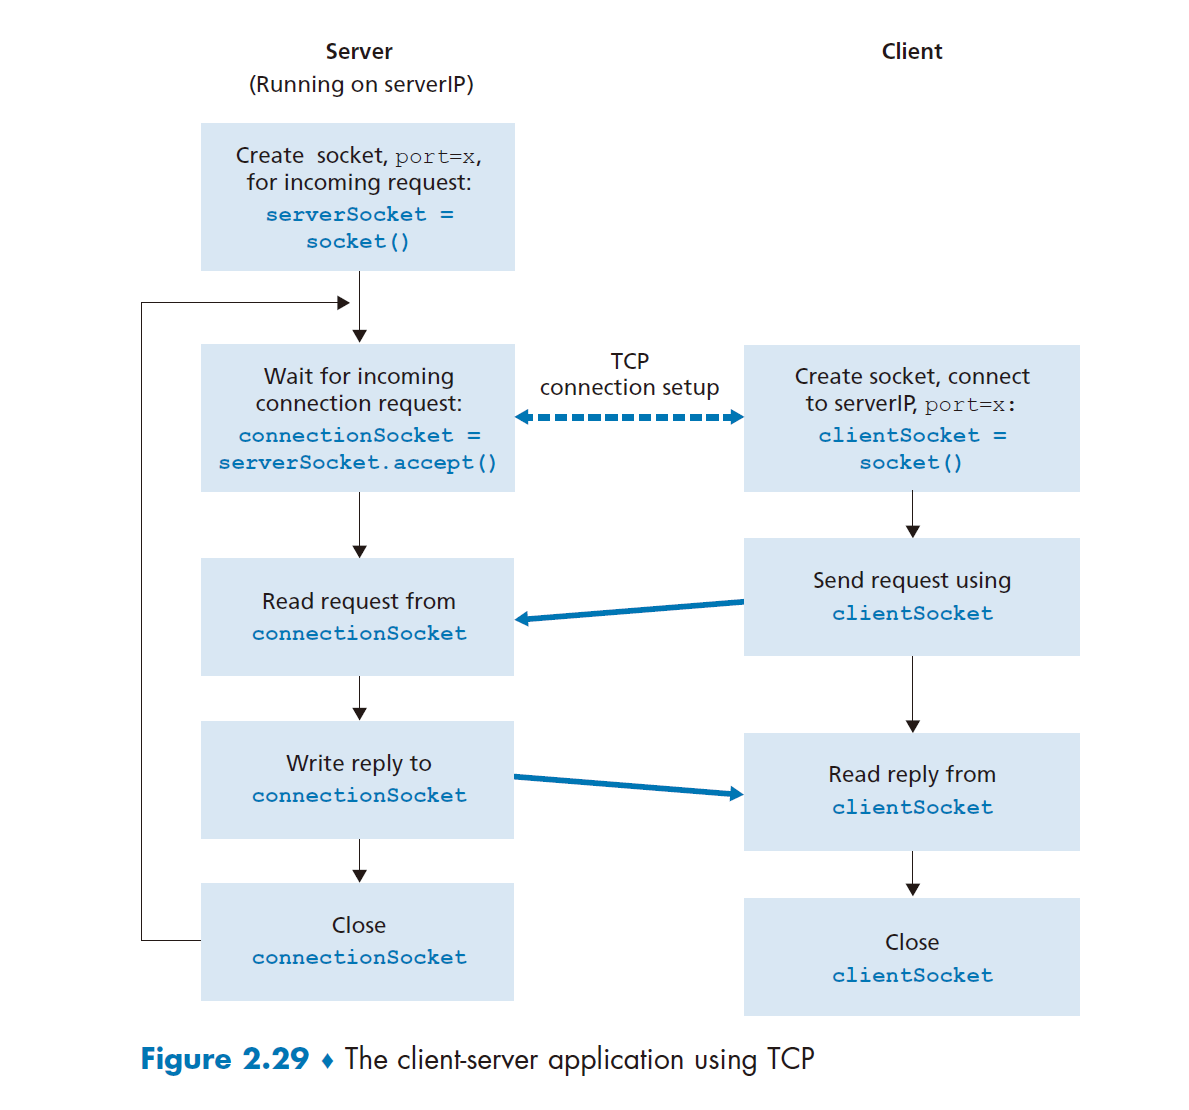 Server
(Running on serverIP)
Client
Create socket, port=x,
for incoming request:
serverSocket =
socket()
Wait for incoming
connection request:
connectionSocket =
serverSocket.accept()
TCP
connection setup
Create socket, connect
to serverIP, port=x:
clientSocket =
socket()
Read request from
connectionSocket
Send request using
clientSocket
Write reply to
connectionSocket
Read reply from
clientSocket
Close
connectionSocket
Close
clientSocket
Figure 2.29 ♦ The client-server application using TCP